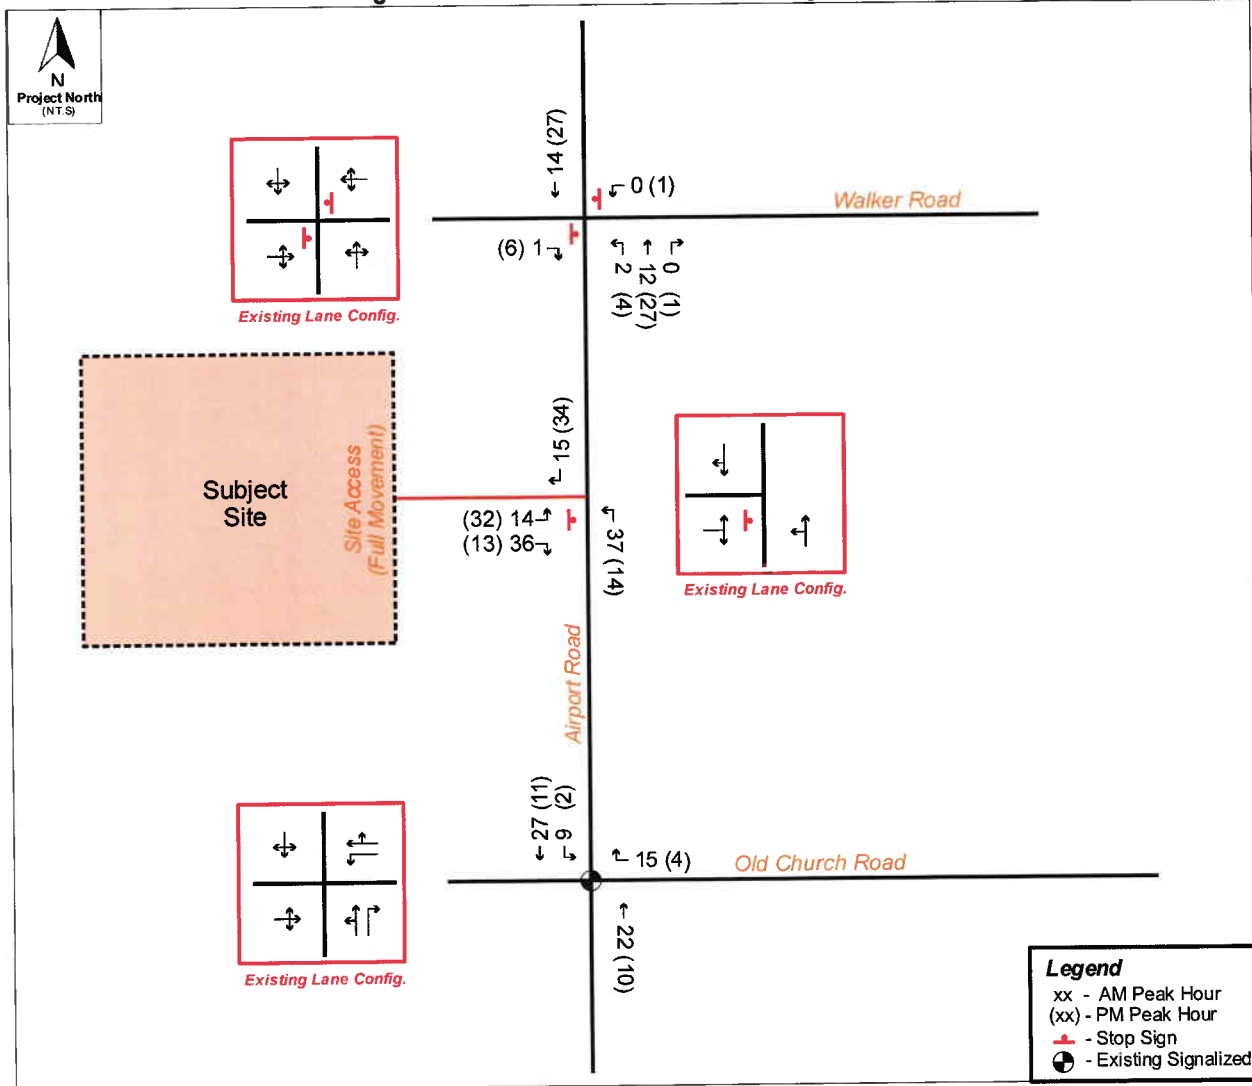 N
Project North
(N.T.S)
14 (27)
0 (1)
Walker Road
(6) 1
2 (4)
12 (27)
0 (1)
Existing Lane Config.
Subject
Site
Site Access
(Full Movement)
15 (34)
(32) 14
(13) 36
37 (14)
Existing Lane Config.
Airport Road
27 (11)
9 (2)
15 (4)
Old Church Road
22 (10)
Existing Lane Config.
Legend
xx - AM Peak Hour
(xx) - PM Peak Hour
- Stop Sign
- Existing Signalized